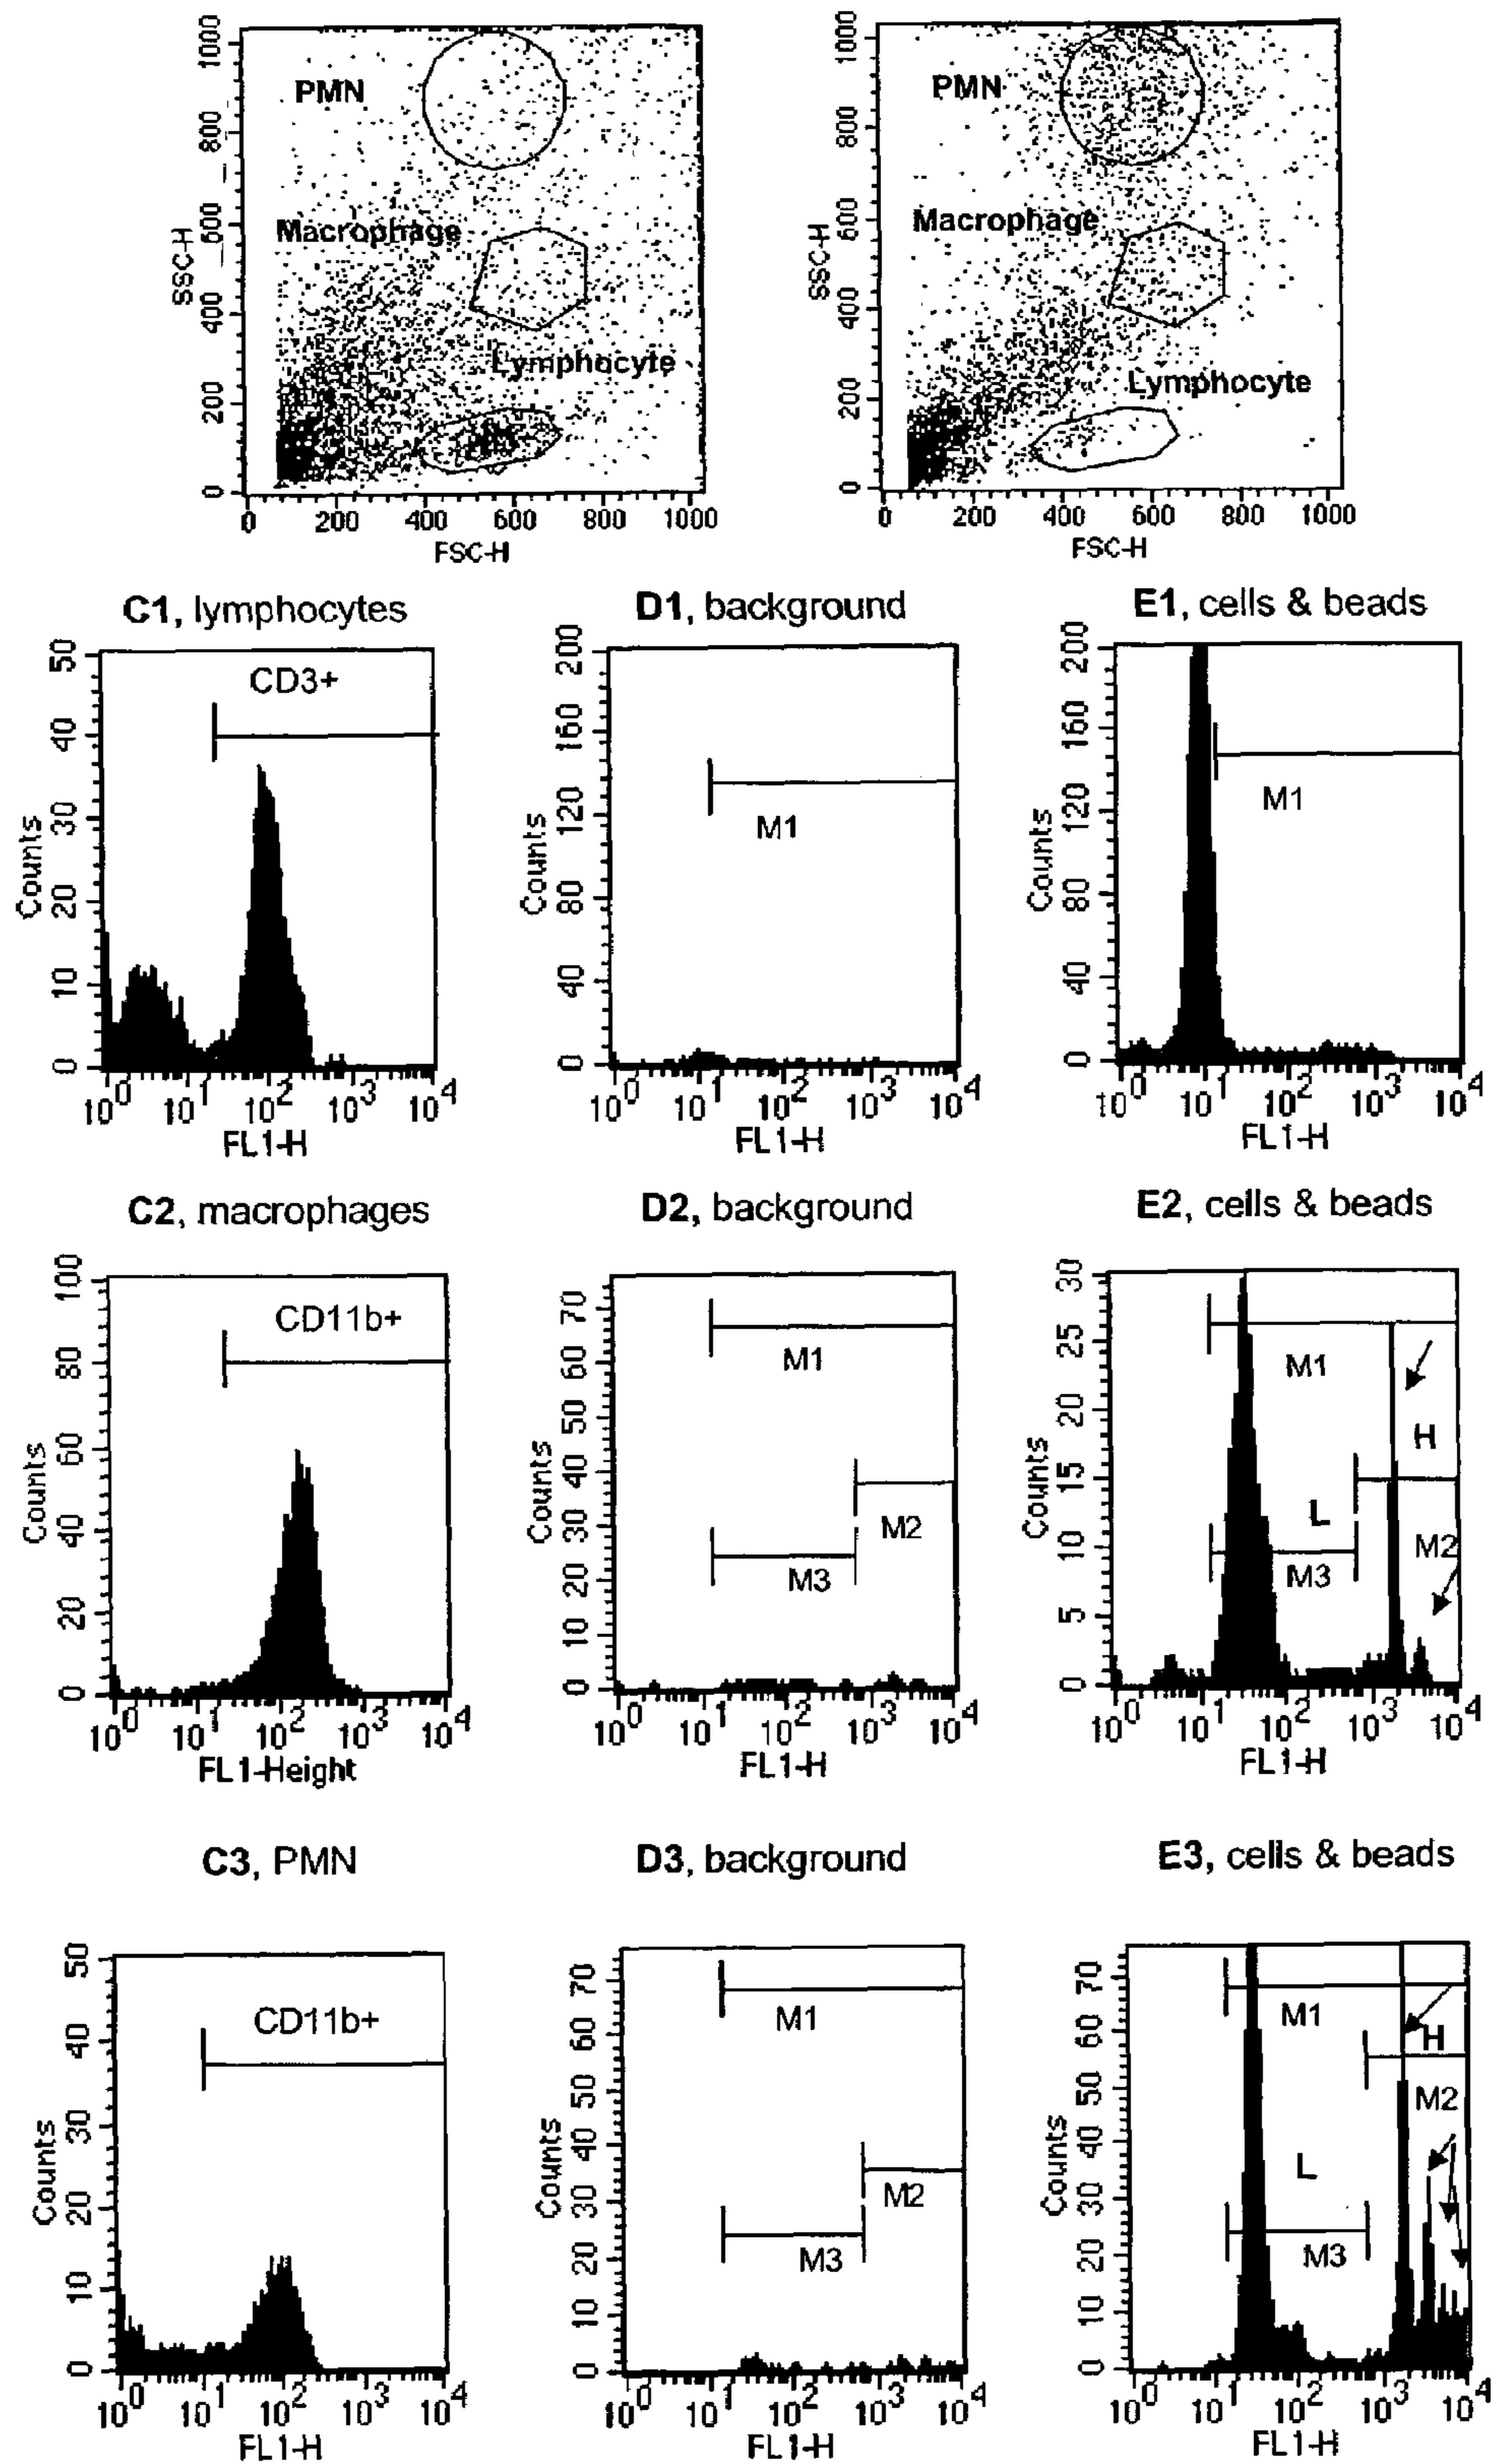 1000
800
600
400
200
0
SSC-H
PMN
Macrophage
Lymphocyte
0 200 400 600 800 1000
FSC-H
1000
800
600
400
200
0
SSC-H
PMN
Macrophage
Lymphocyte
0 200 400 600 800 1000
FSC-H
C1, lymphocytes
50
40
30
20
10
0
Counts
CD3+
10^0 10^1 10^2 10^3 10^4
FL1-H
D1, background
200
160
120
80
40
0
Counts
M1
10^0 10^1 10^2 10^3 10^4
FL1-H
E1, cells & beads
200
160
120
80
40
0
Counts
M1
10^0 10^1 10^2 10^3 10^4
FL1-H
C2, macrophages
100
80
60
40
20
0
Counts
CD11b+
10^0 10^1 10^2 10^3 10^4
FL1-Height
D2, background
70
60
50
40
30
20
10
0
Counts
M1
M2
M3
10^0 10^1 10^2 10^3 10^4
FL1-H
E2, cells & beads
30
25
20
15
10
5
0
Counts
M1
H
L
M2
M3
10^0 10^1 10^2 10^3 10^4
FL1-H
C3, PMN
50
40
30
20
10
0
Counts
CD11b+
10^0 10^1 10^2 10^3 10^4
FL1-H
D3, background
70
60
50
40
30
20
10
0
Counts
M1
M2
M3
10^0 10^1 10^2 10^3 10^4
FL1-H
E3, cells & beads
70
60
50
40
30
20
10
0
Counts
M1
H
M2
L
M3
10^0 10^1 10^2 10^3 10^4
FL1-H